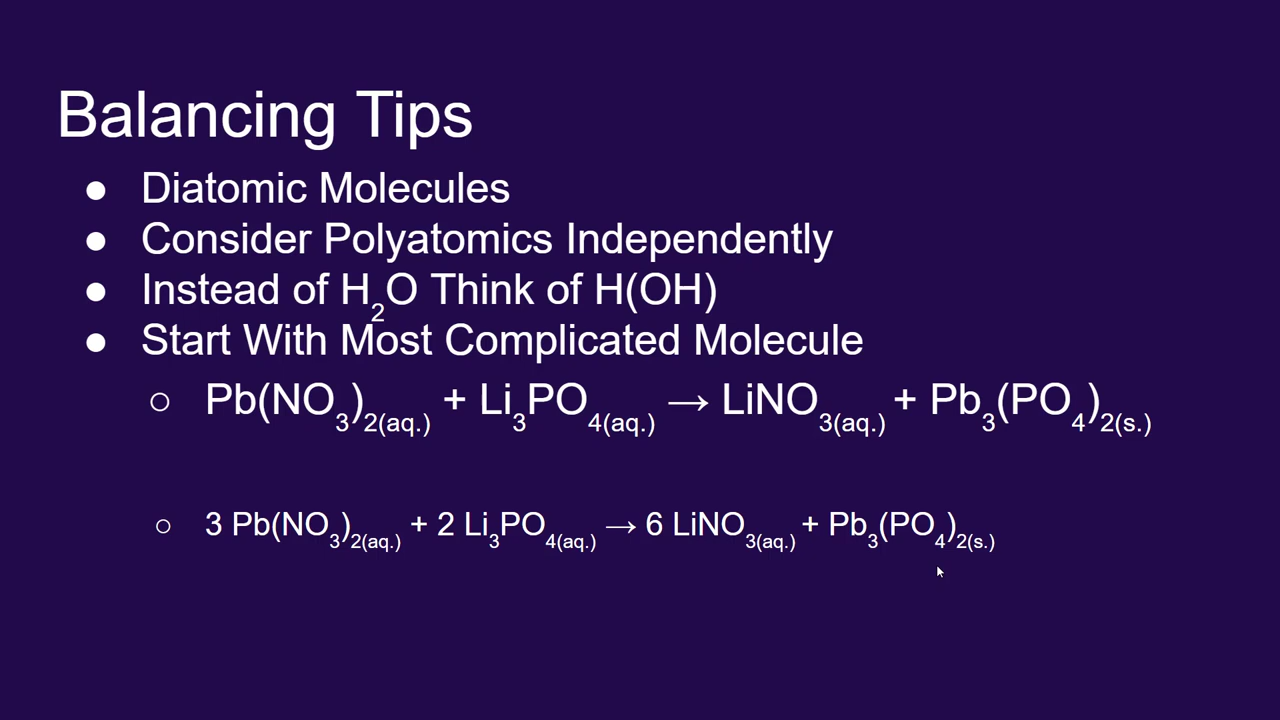 Balancing Tips
● Diatomic Molecules
● Consider Polyatomics Independently
● Instead of H₂O Think of H(OH)
● Start With Most Complicated Molecule
○ Pb(NO₃)₂(aq.) + Li₃PO₄(aq.) → LiNO₃(aq.) + Pb₃(PO₄)₂(s.)
○ 3 Pb(NO₃)₂(aq.) + 2 Li₃PO₄(aq.) → 6 LiNO₃(aq.) + Pb₃(PO₄)₂(s.)